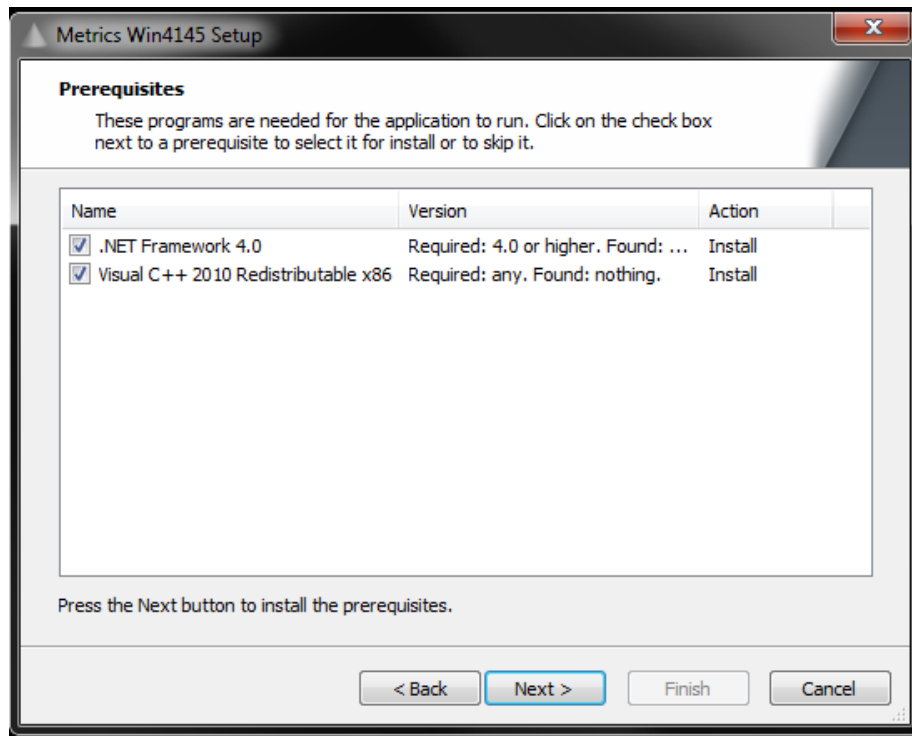 Metrics Win4145 Setup
Prerequisites
These programs are needed for the application to run. Click on the check box
next to a prerequisite to select it for install or to skip it.
Name Version Action
.NET Framework 4.0 Required: 4.0 or higher. Found: ... Install
Visual C++ 2010 Redistributable x86 Required: any. Found: nothing. Install
Press the Next button to install the prerequisites.
< Back Next > Finish Cancel